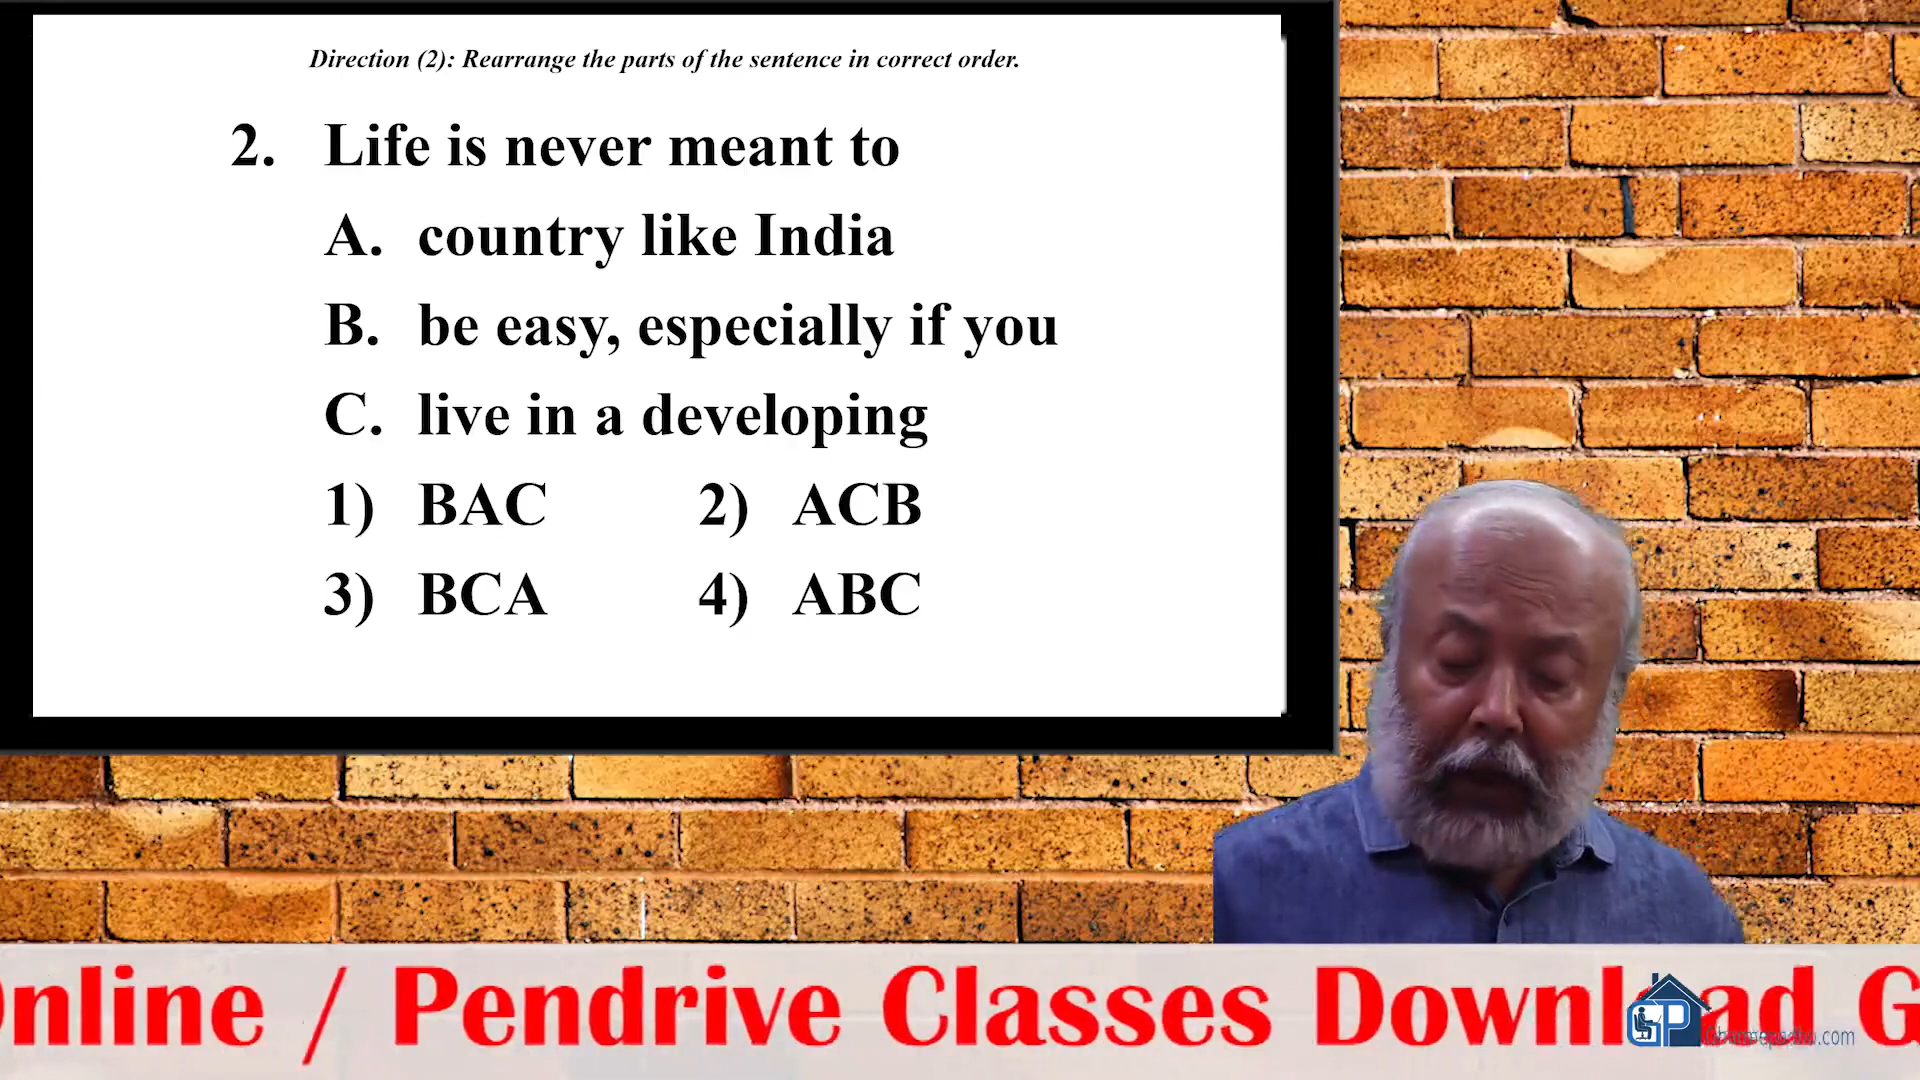 Direction (2): Rearrange the parts of the sentence in correct order.
2. Life is never meant to
A. country like India
B. be easy, especially if you
C. live in a developing
1) BAC 2) ACB
3) BCA 4) ABC
nline / Pendrive Classes Download G
GP